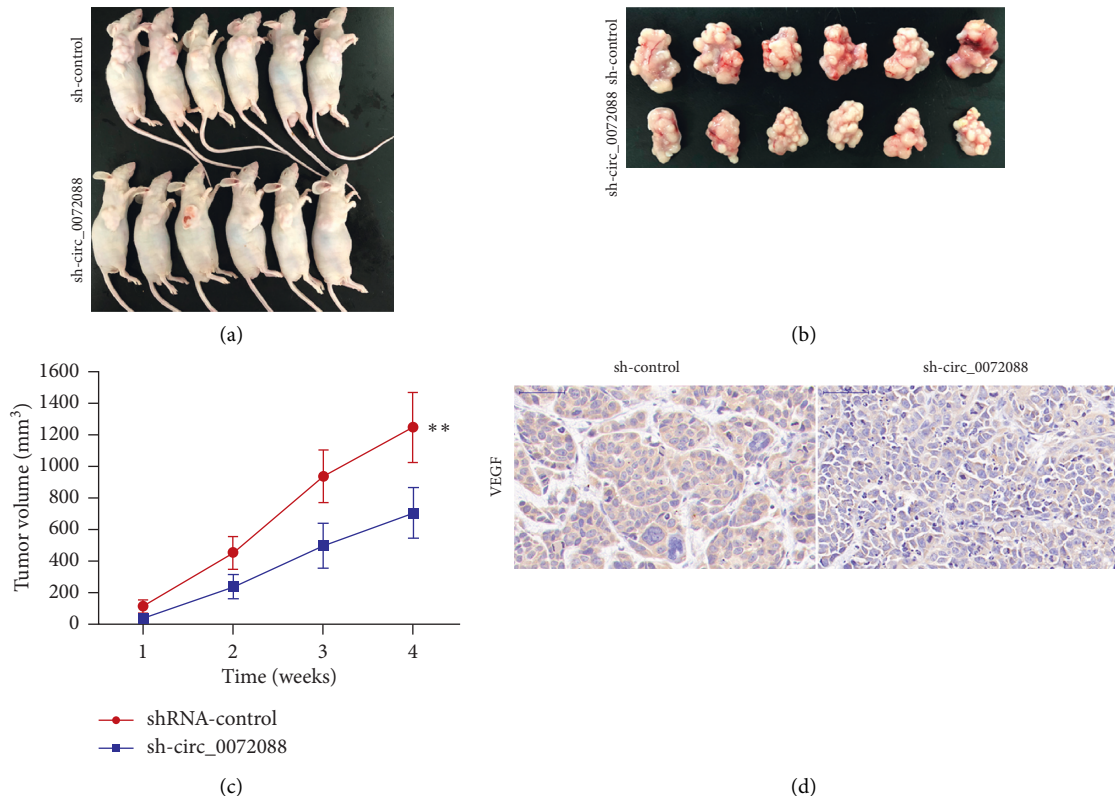 sh-control
sh-circ_0072088
(a)
sh-control
sh-circ_0072088
(b)
1600
1400
1200
1000
800
600
400
200
0
Tumor volume (mm³)
**
1 2 3 4
Time (weeks)
shRNA-control
sh-circ_0072088
(c)
sh-control sh-circ_0072088
VEGF
(d)